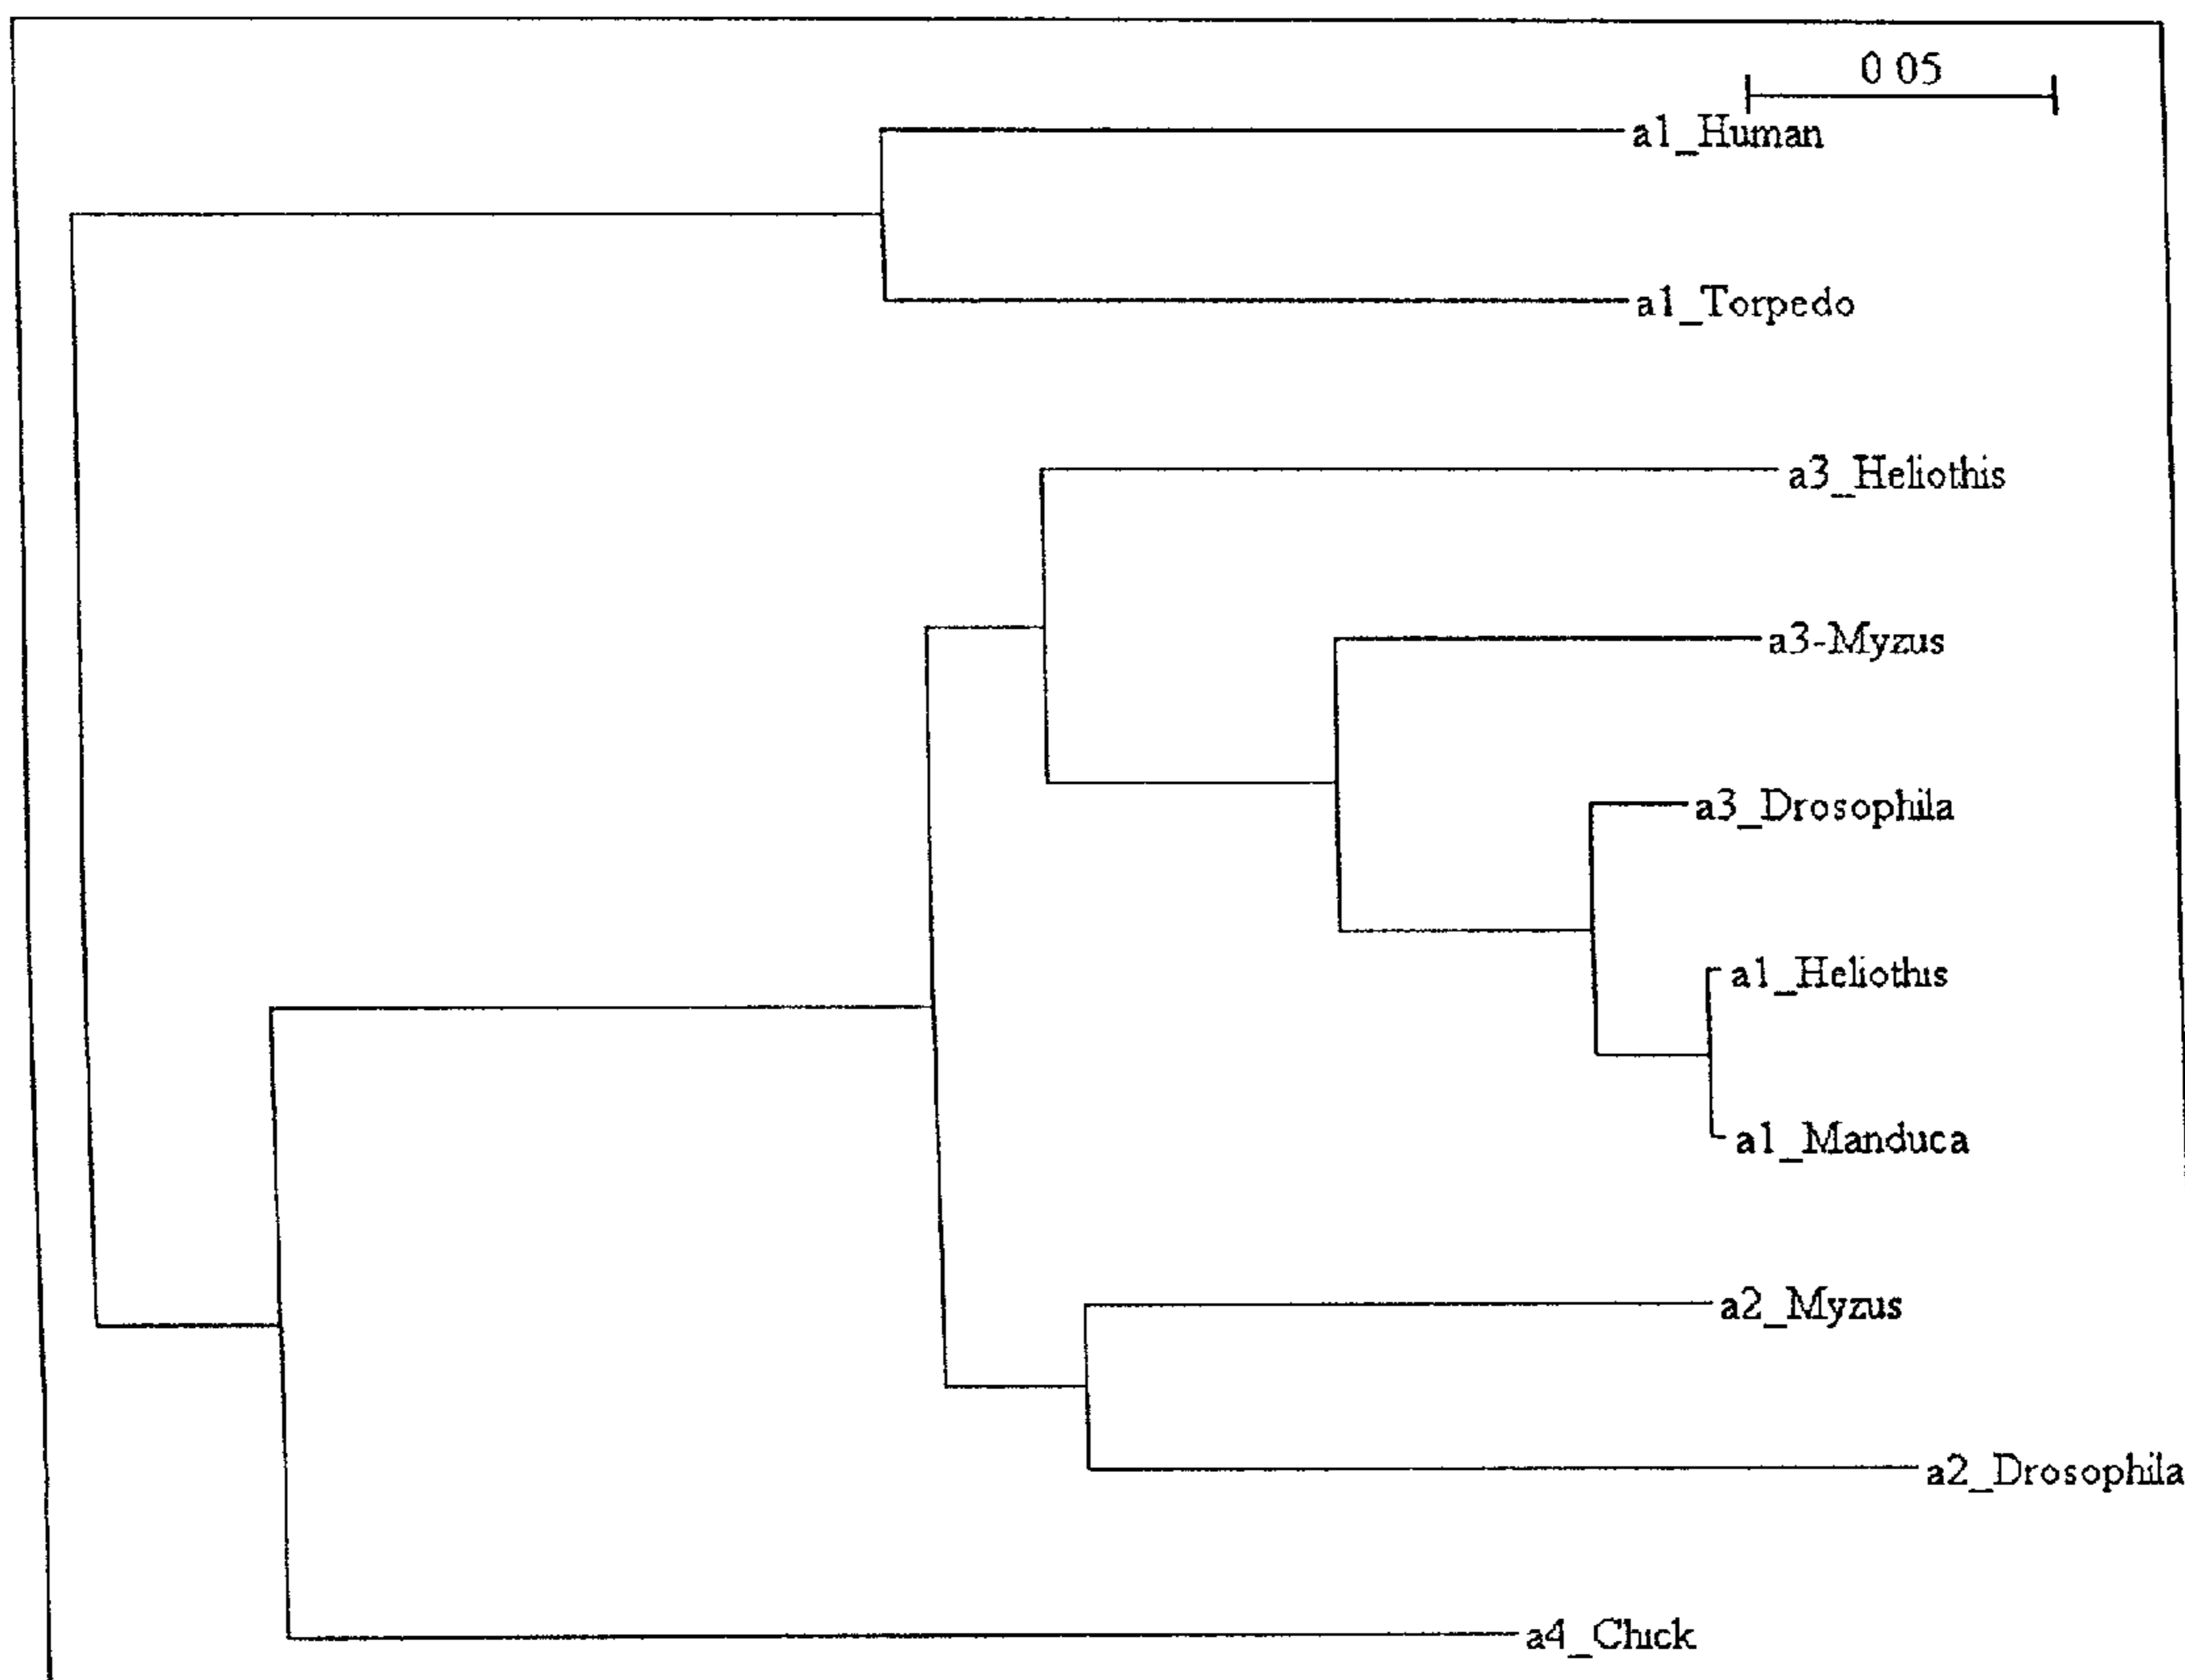 0 05
a1_Human
a1_Torpedo
a3_Heliothis
a3-Myzus
a3_Drosophila
a1_Heliothis
a1_Manduca
a2_Myzus
a2_Drosophila
a4_Chick